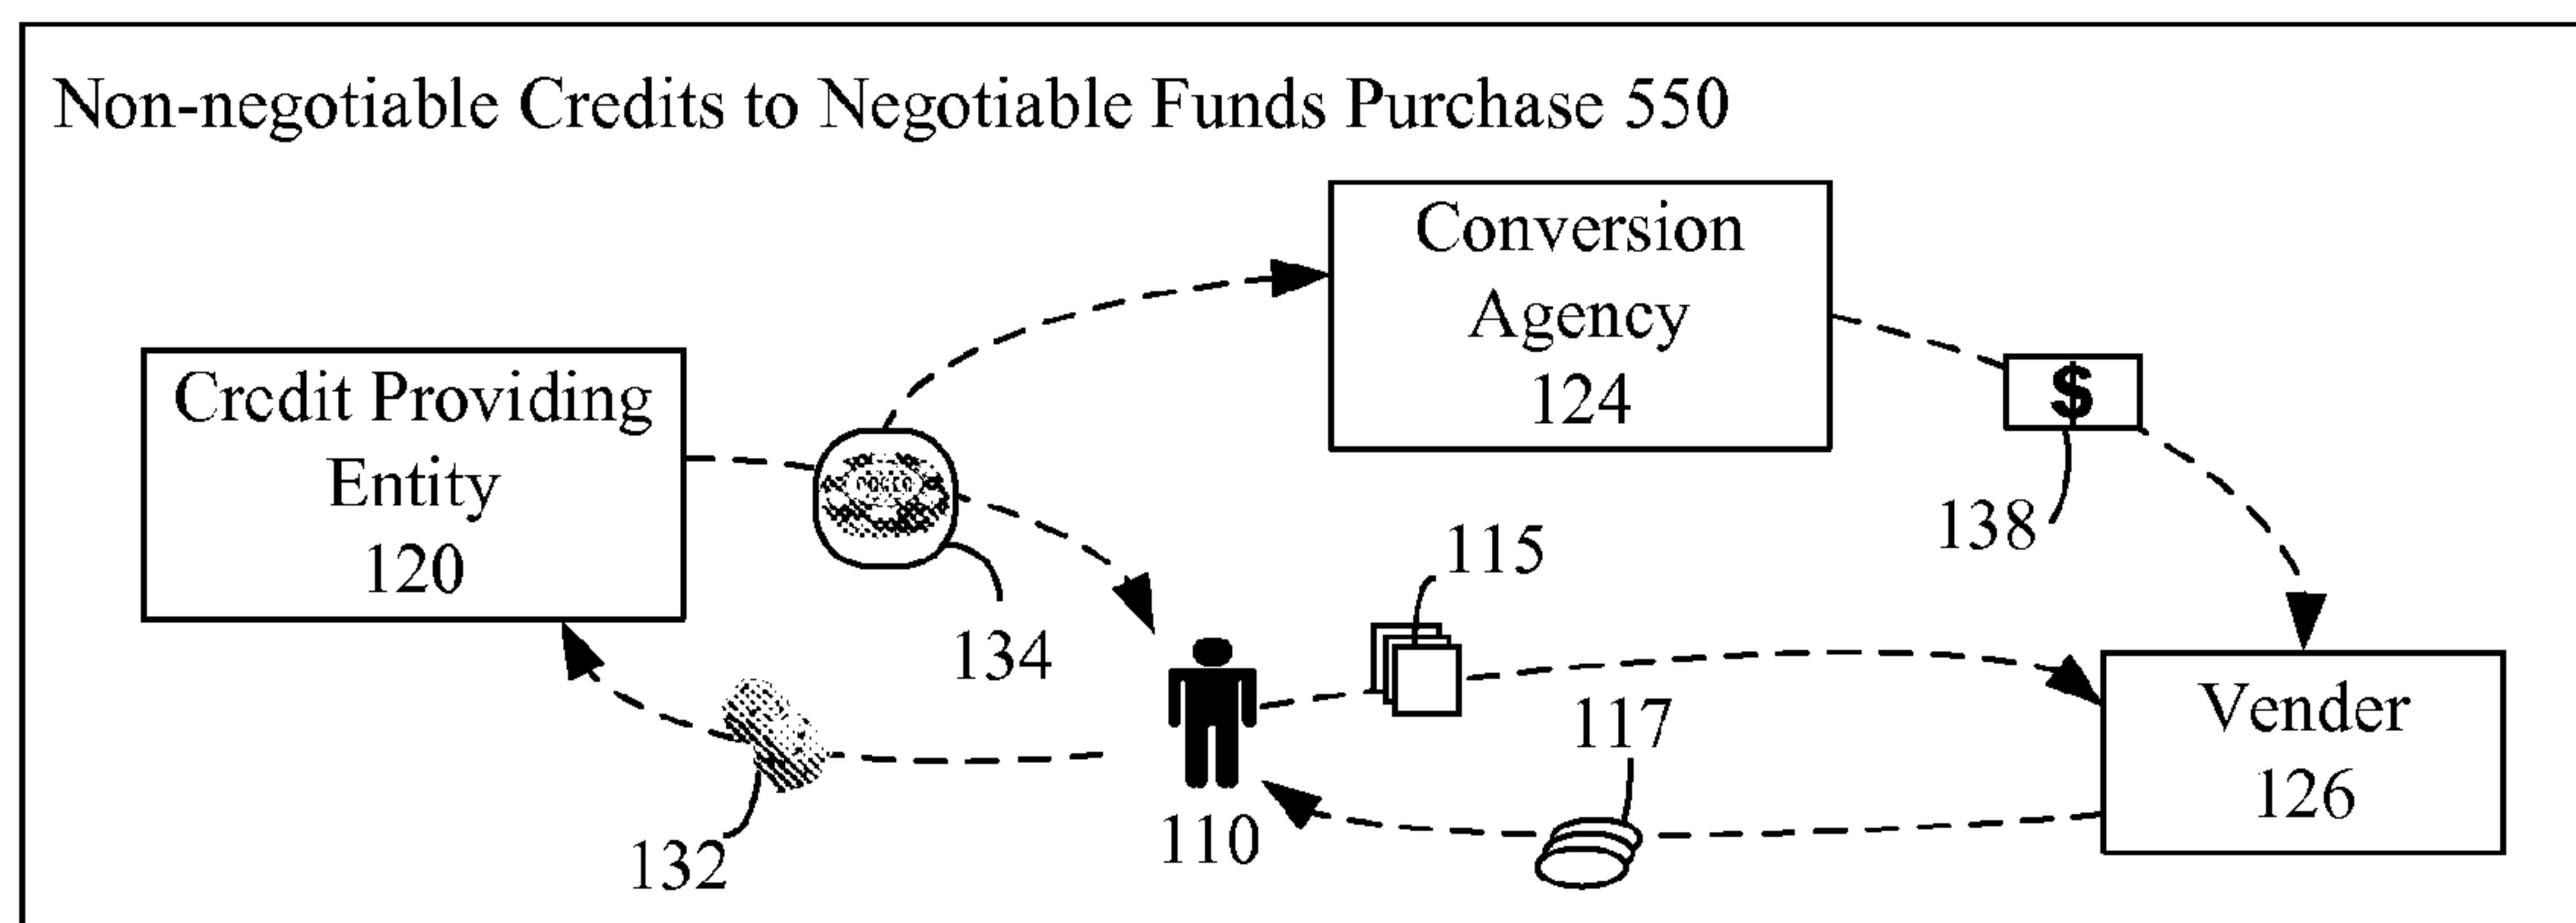 Non-negotiable Credits to Negotiable Funds Purchase 550
Conversion
Agency
124
Credit Providing
Entity
120
$
138
115
134
117
Vender
126
132
110